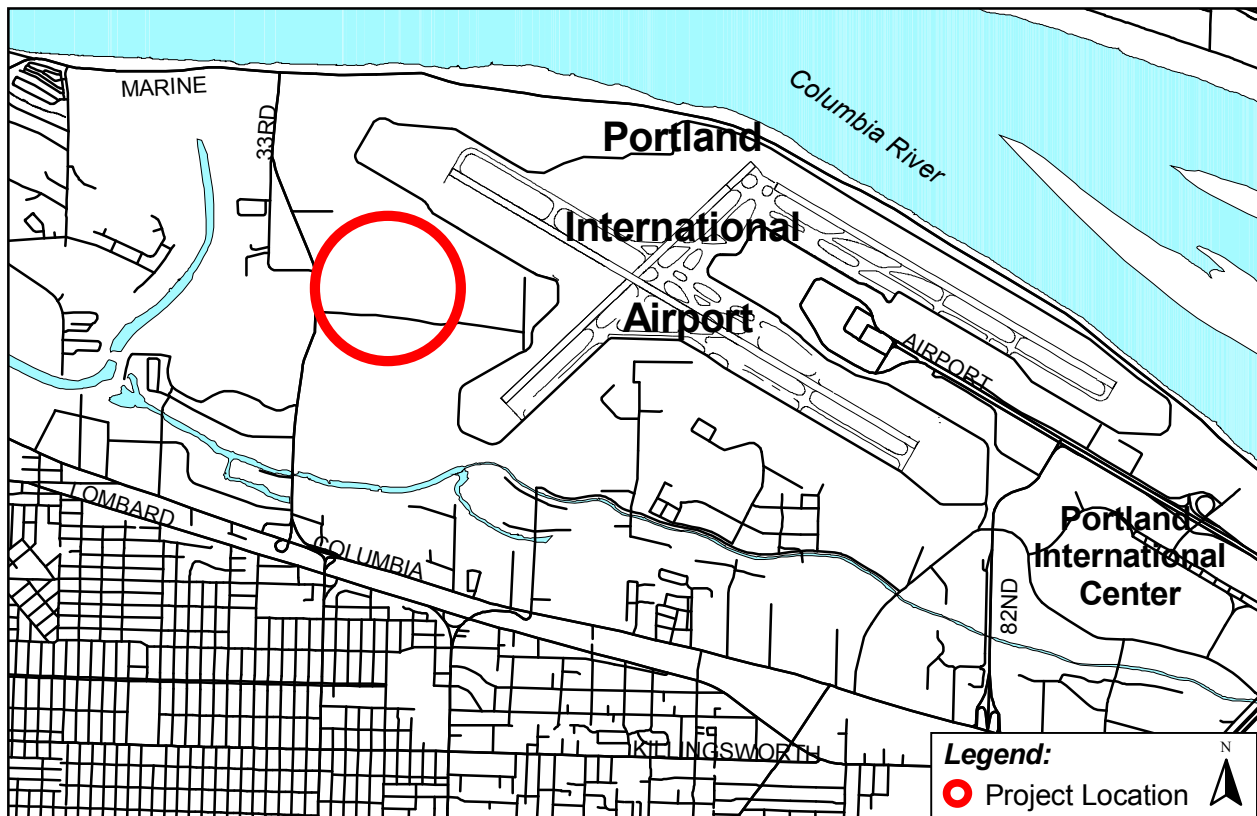 MARINE
33RD
Columbia River
Portland
International
Airport
AIRPORT
LOMBARD
COLUMBIA
Portland
International
Center
82ND
KILLINGSWORTH
Legend:
N
Project Location